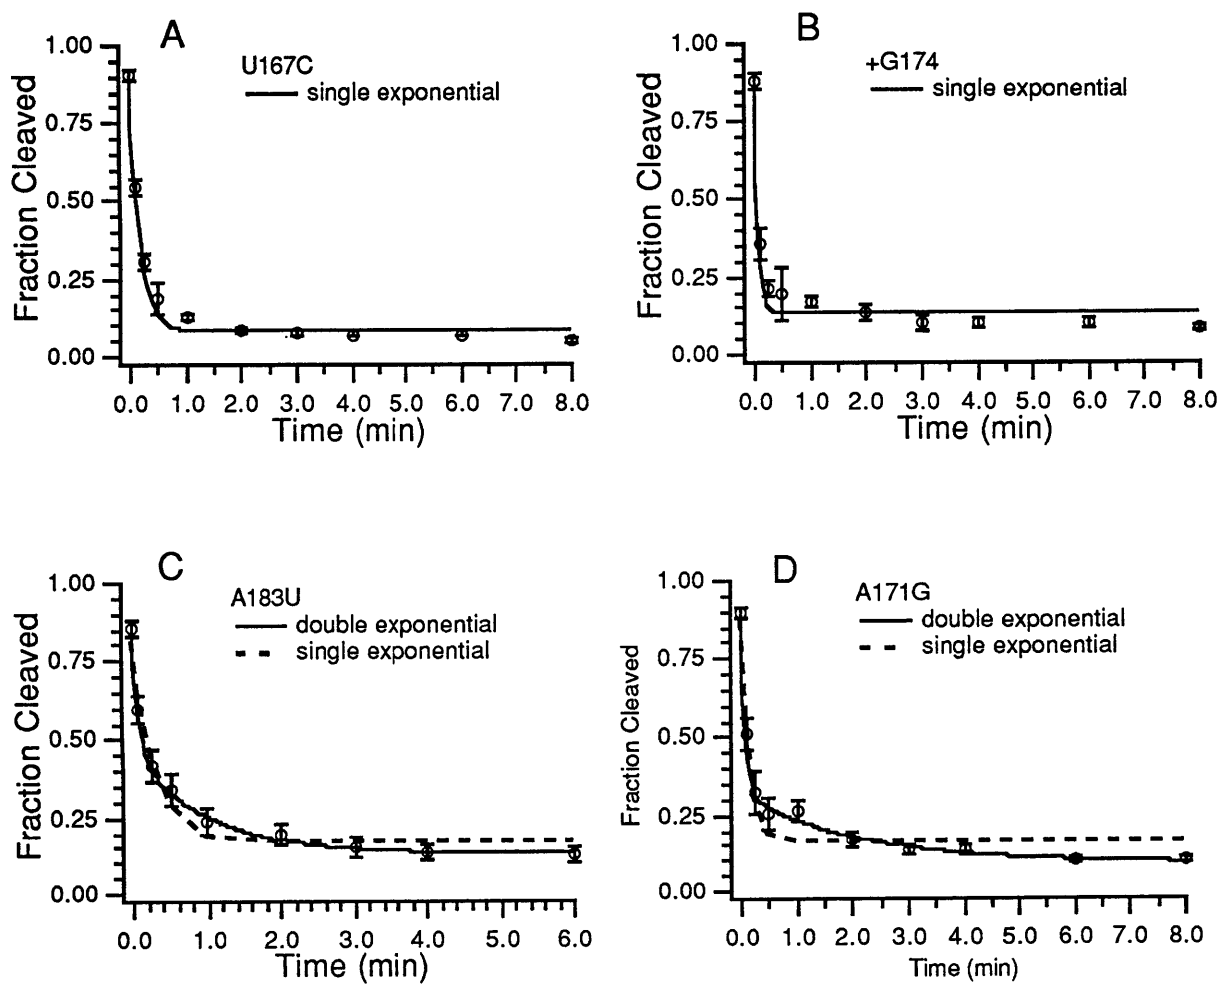 A
U167C
single exponential
Fraction Cleaved
1.00
0.75
0.50
0.25
0.00
0.0 1.0 2.0 3.0 4.0 5.0 6.0 7.0 8.0
Time (min)
B
+G174
single exponential
Fraction Cleaved
1.00
0.75
0.50
0.25
0.00
0.0 1.0 2.0 3.0 4.0 5.0 6.0 7.0 8.0
Time (min)
C
A183U
double exponential
single exponential
Fraction Cleaved
1.00
0.75
0.50
0.25
0.00
0.0 1.0 2.0 3.0 4.0 5.0 6.0
Time (min)
D
A171G
double exponential
single exponential
Fraction Cleaved
1.00
0.75
0.50
0.25
0.00
0.0 1.0 2.0 3.0 4.0 5.0 6.0 7.0 8.0
Time (min)